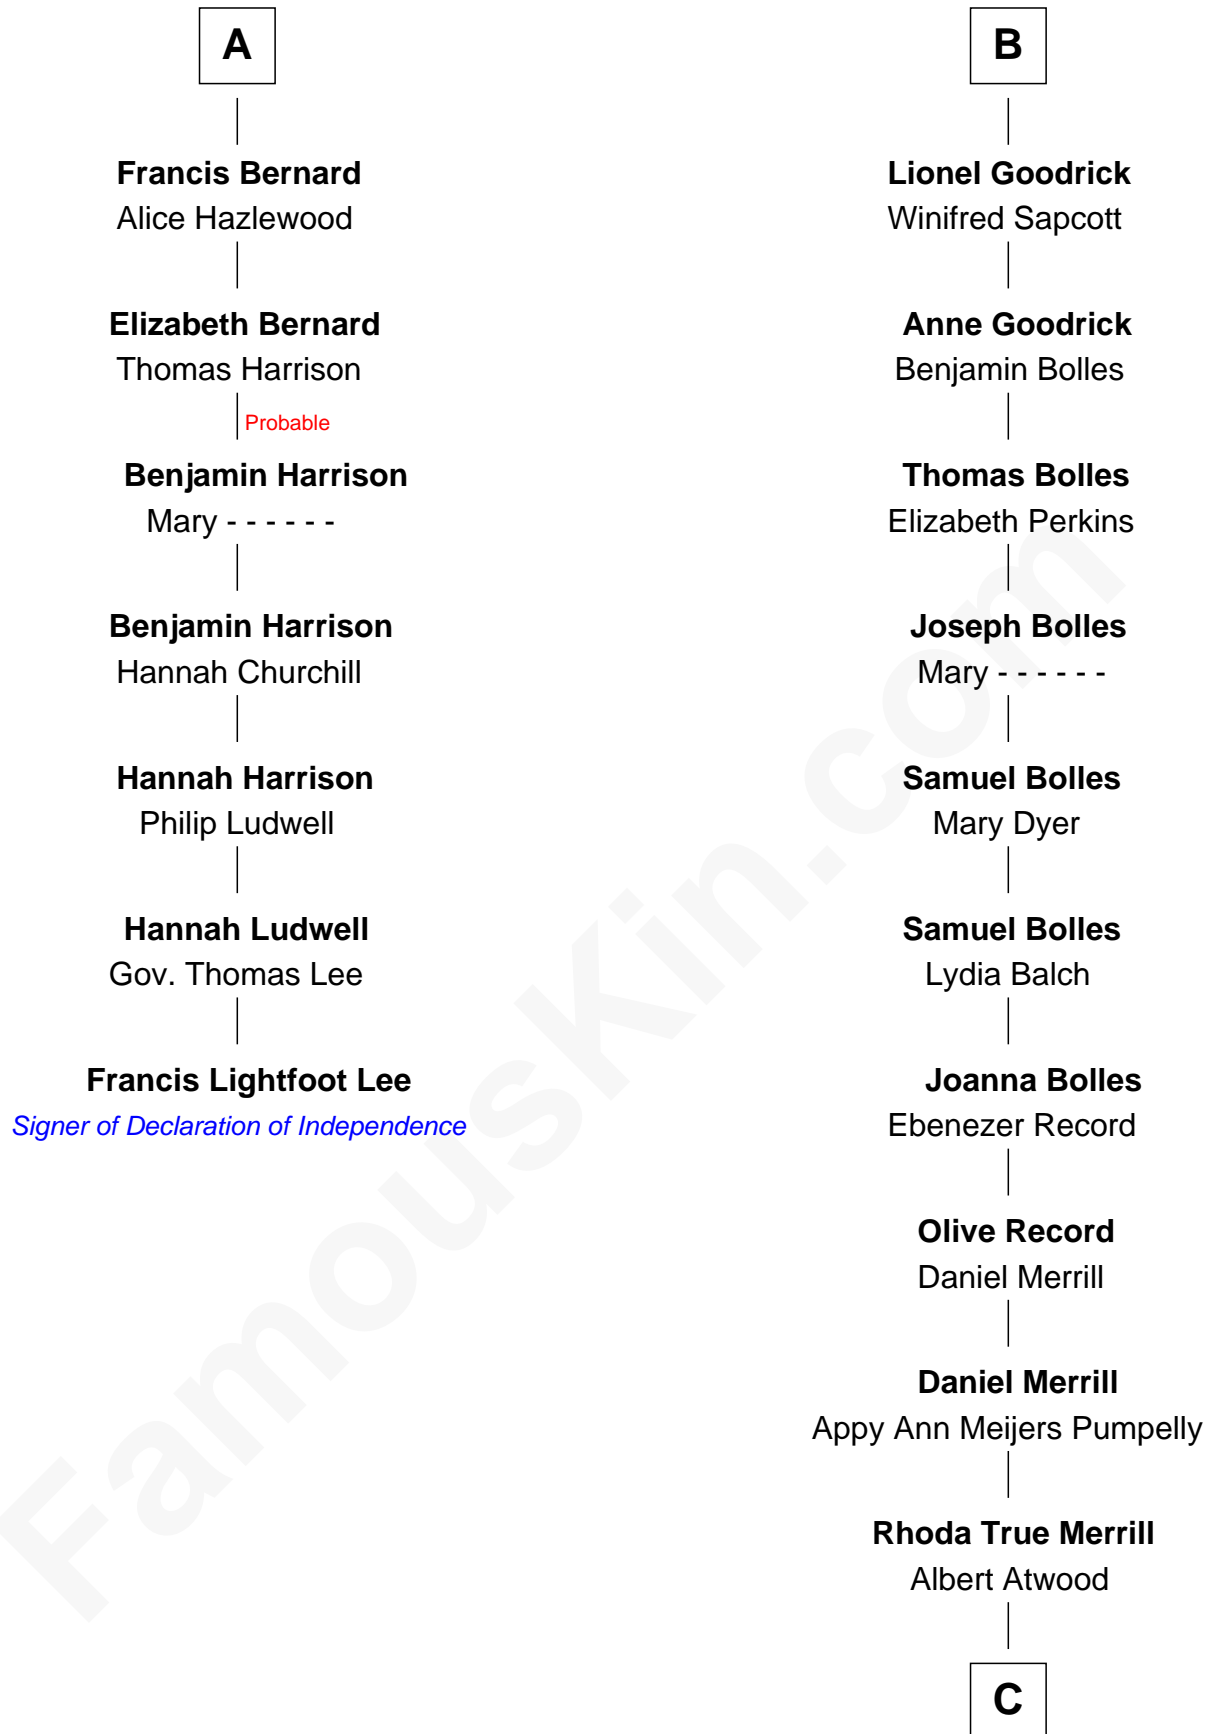 A
Francis Bernard
Alice Hazlewood
Elizabeth Bernard
Thomas Harrison
Probable
Benjamin Harrison
Mary - - - - - -
Benjamin Harrison
Hannah Churchill
Hannah Harrison
Philip Ludwell
Hannah Ludwell
Gov. Thomas Lee
Francis Lightfoot Lee
Signer of Declaration of Independence
B
Lionel Goodrick
Winifred Sapcott
Anne Goodrick
Benjamin Bolles
Thomas Bolles
Elizabeth Perkins
Joseph Bolles
Mary - - - - - -
Samuel Bolles
Mary Dyer
Samuel Bolles
Lydia Balch
Joanna Bolles
Ebenezer Record
Olive Record
Daniel Merrill
Daniel Merrill
Appy Ann Meijers Pumpelly
Rhoda True Merrill
Albert Atwood
C
FamousKin.com